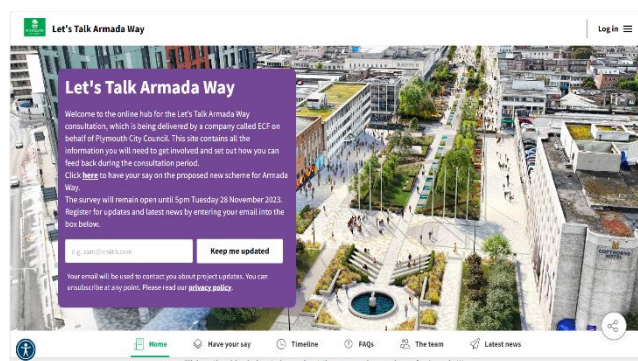 Let's Talk Armada Way
Log in
Let's Talk Armada Way
Welcome to the online hub for the Let's Talk Armada Way
consultation, which is being delivered by a company called ECF on
behalf of Plymouth City Council. This site contains all the
information you will need to get involved and set out how you can
feed back during the consultation period.
Click here to have your say on the proposed new scheme for Armada
Way.
The survey will remain open until 5pm Tuesday 28 November 2023.
Register for updates and latest news by entering your email into the
box below.
e.g. sam@smith.com
Keep me updated
Your email will be used to contact you about project updates. You can
unsubscribe at any point. Please read our privacy policy.
COPTHORNE
HOTEL
Home
Have your say
Timeline
FAQs
The team
Latest news